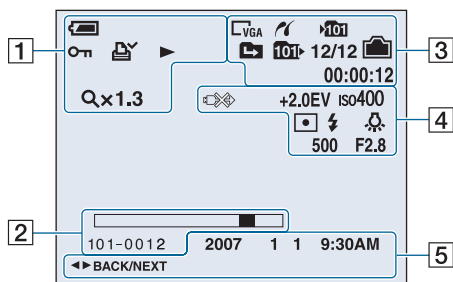 1
VGA 101
101 12/12
3
00:00:12
×1.3
+2.0EV ISO400
4
500 F2.8
2
101-0012 2007 1 1 9:30AM
5
BACK/NEXT